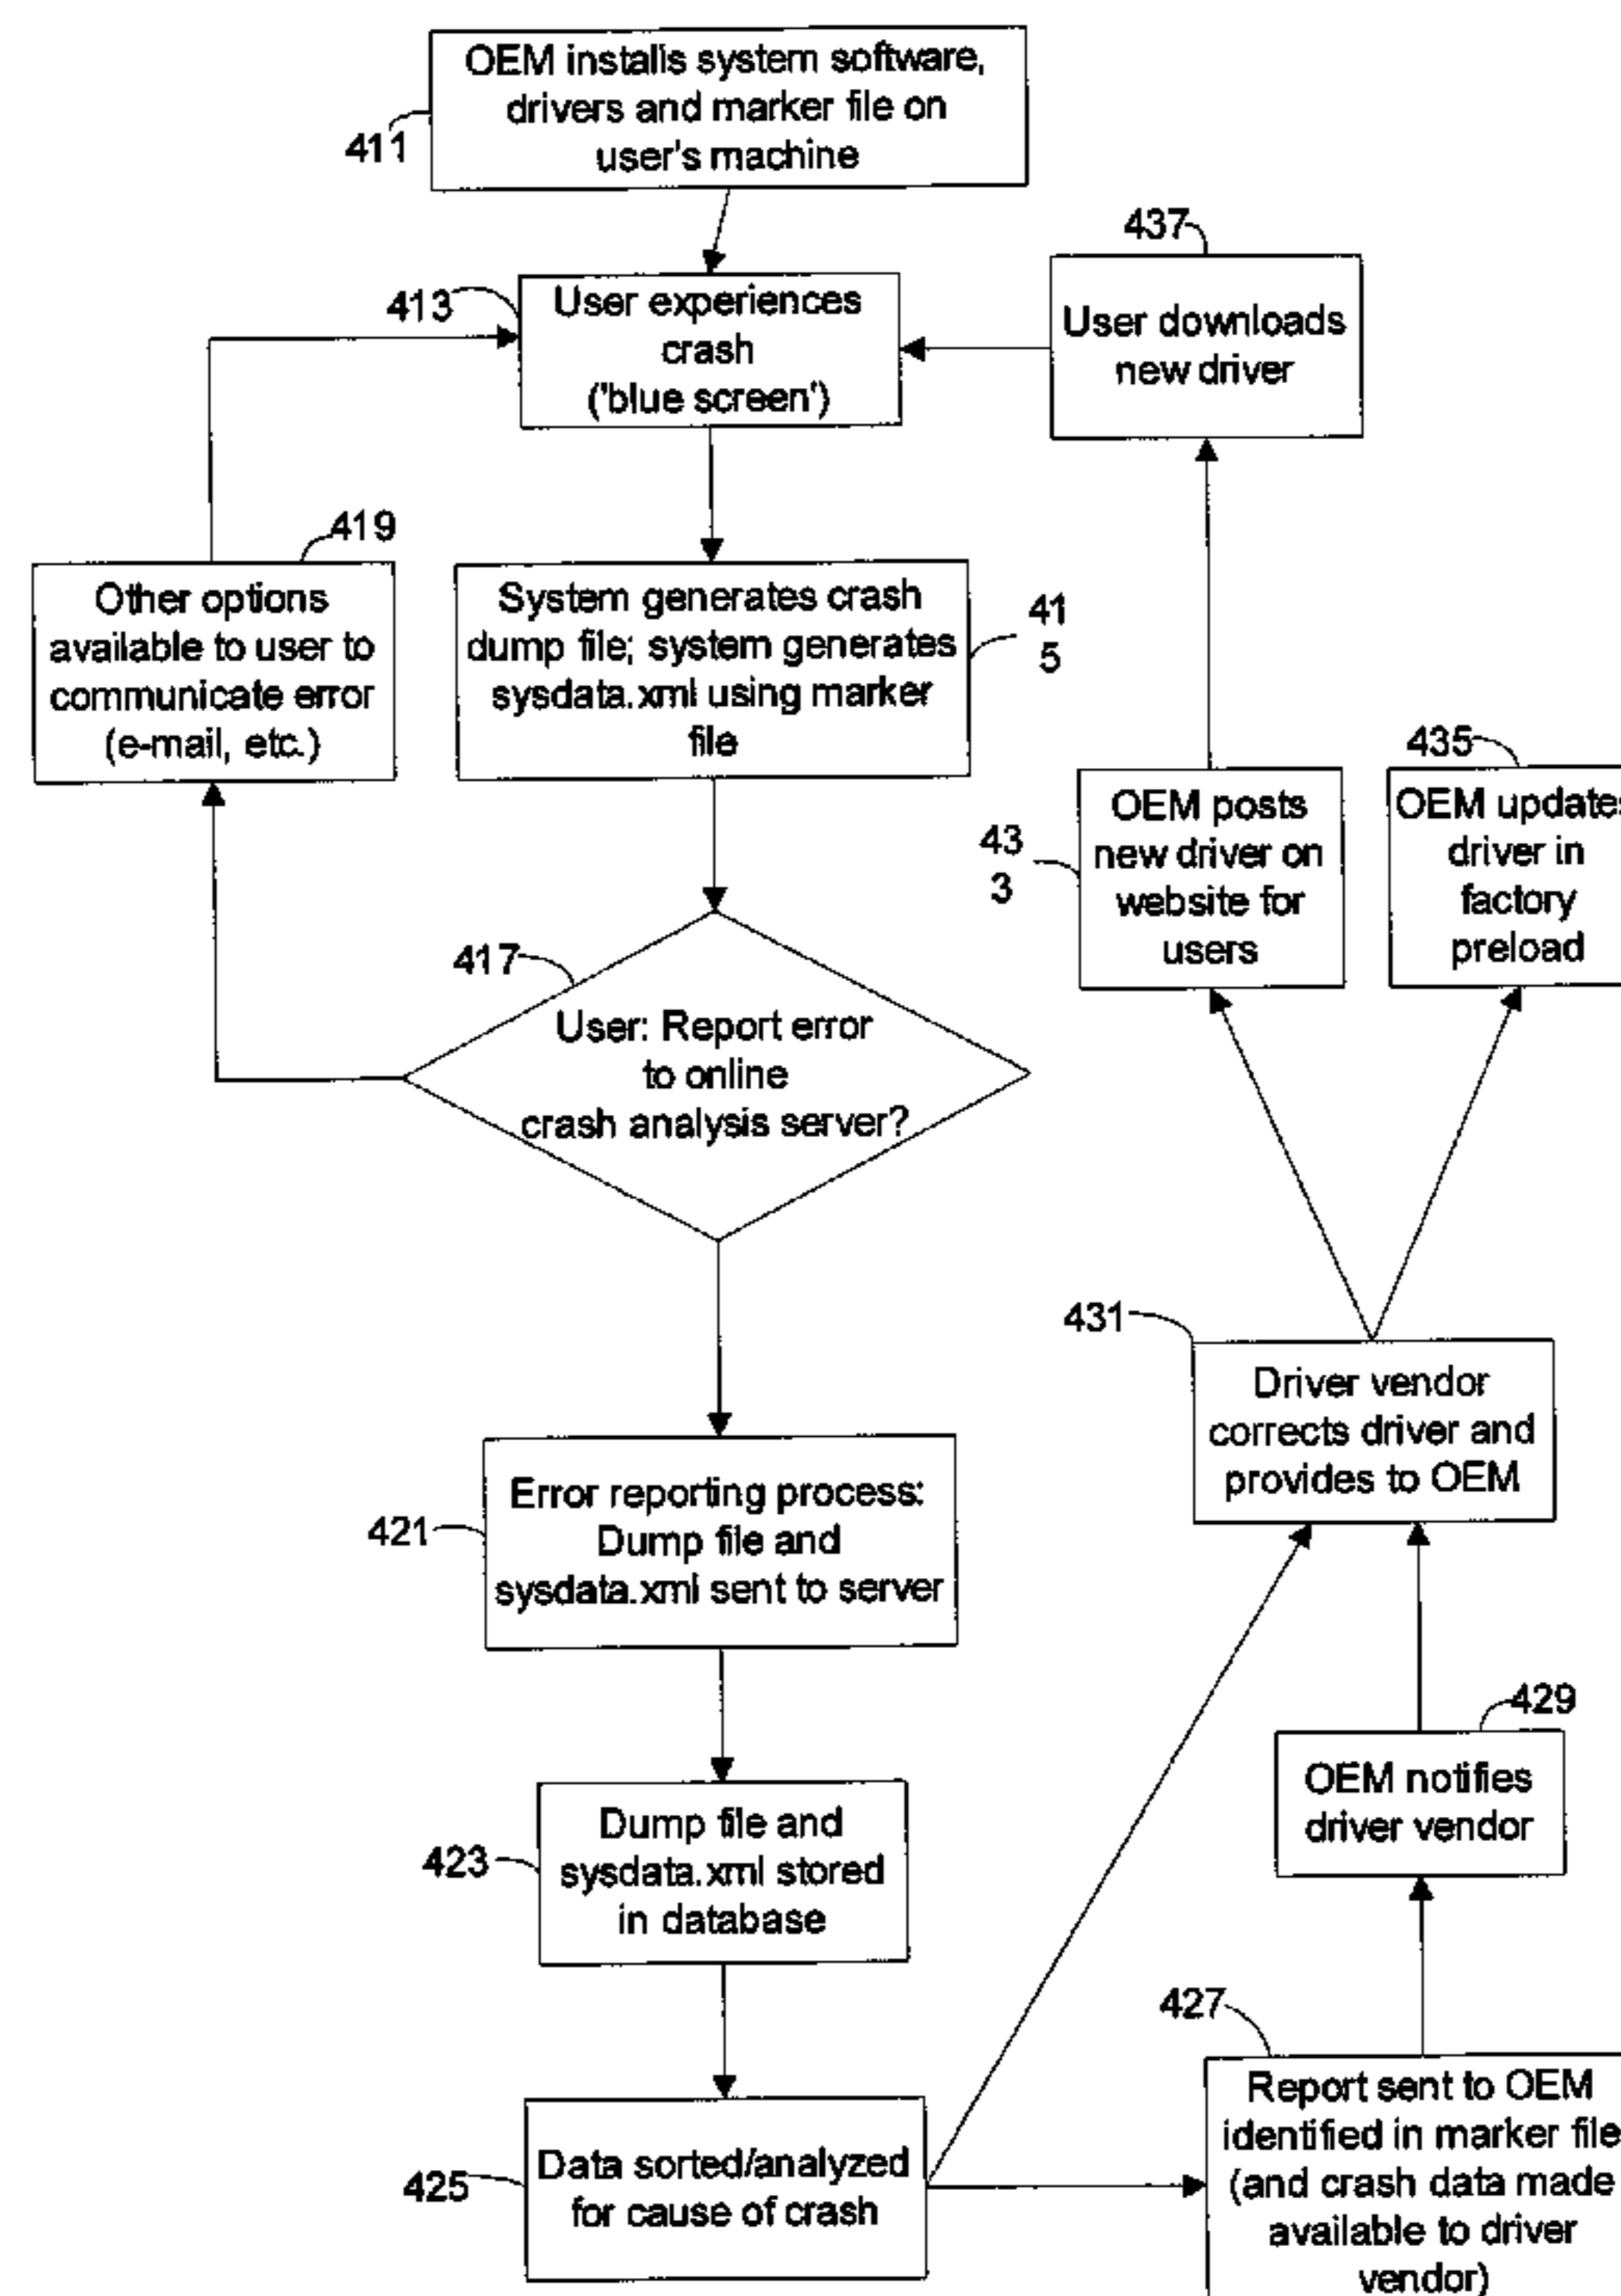 OEM installs system software,
drivers and marker file on
user's machine
411
437
413
User experiences
crash
('blue screen')
User downloads
new driver
419
Other options
available to user to
communicate error
(e-mail, etc.)
System generates crash
dump file; system generates
sysdata.xml using marker
file
41
5
435
43
3
OEM posts
new driver on
website for
users
OEM updates
driver in
factory
preload
417
User: Report error
to online
crash analysis server?
431
Driver vendor
corrects driver and
provides to OEM
421
Error reporting process:
Dump file and
sysdata.xml sent to server
429
OEM notifies
driver vendor
423
Dump file and
sysdata.xml stored
in database
427
Report sent to OEM
identified in marker file
(and crash data made
available to driver
vendor)
425
Data sorted/analyzed
for cause of crash